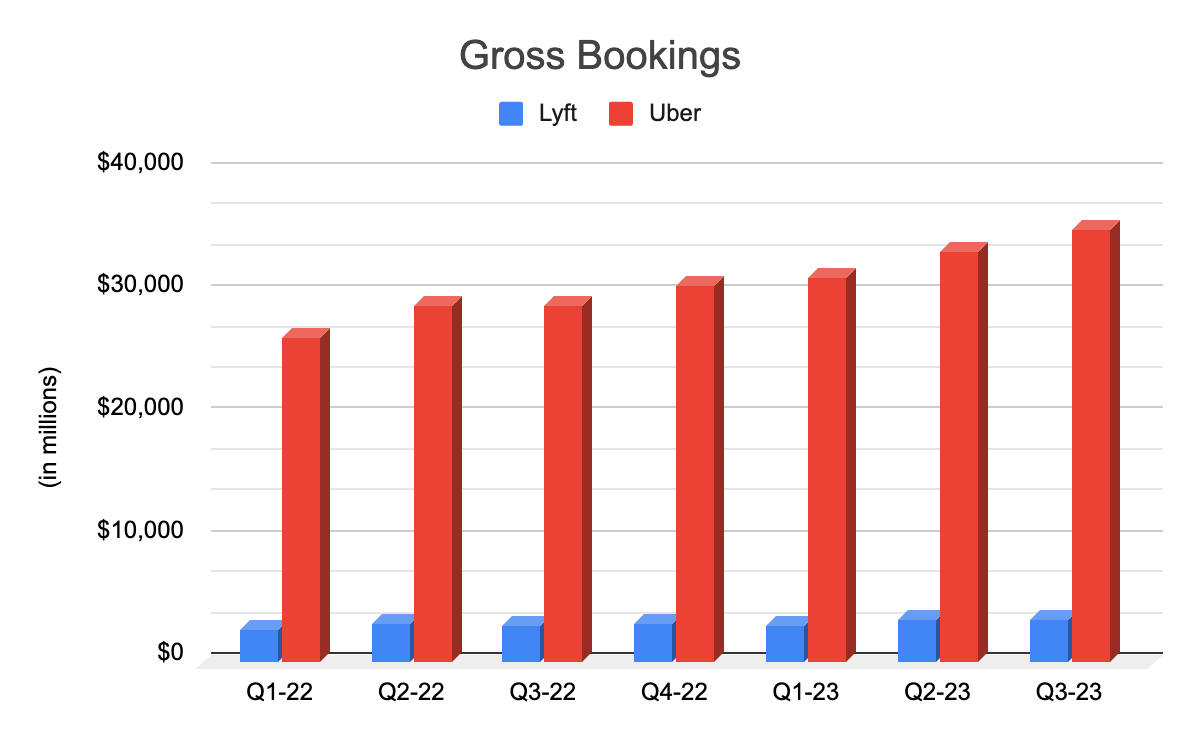 Gross Bookings
Lyft Uber
$40,000
$30,000
$20,000
$10,000
$0
(in millions)
Q1-22 Q2-22 Q3-22 Q4-22 Q1-23 Q2-23 Q3-23